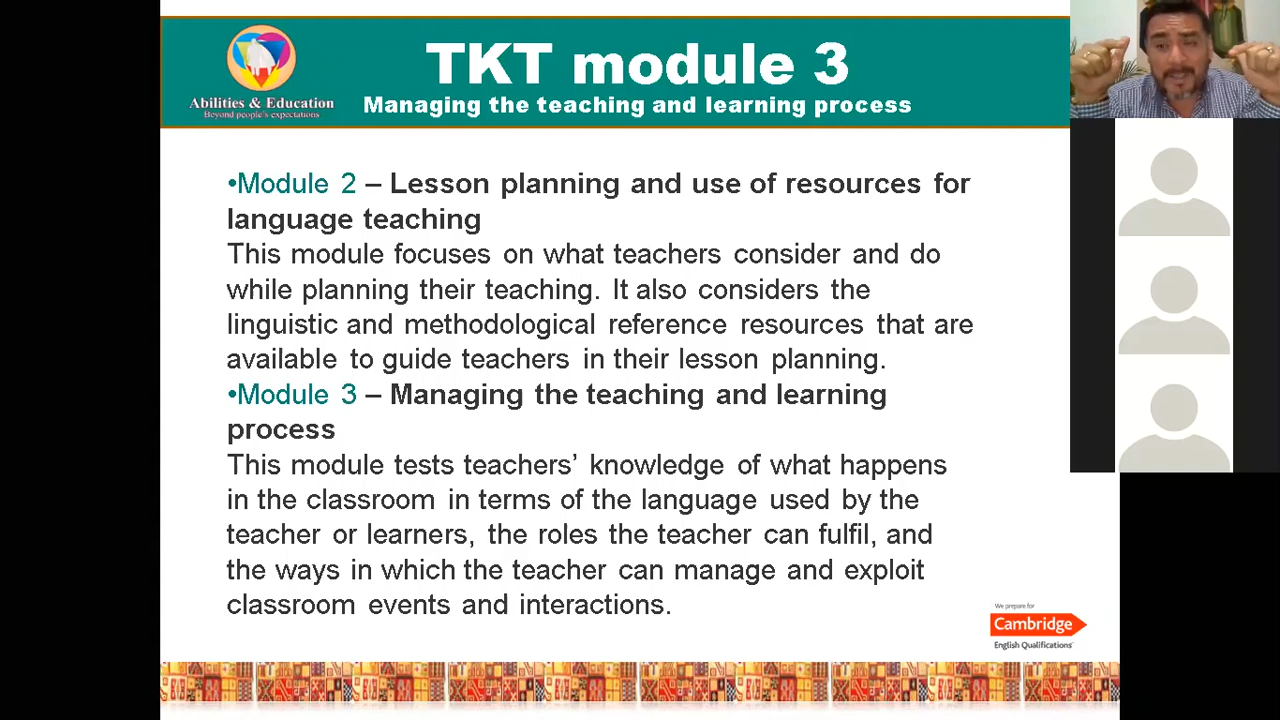 TKT module 3
Managing the teaching and learning process
Abilities & Education
Beyond people's expectations
•Module 2 – Lesson planning and use of resources for
language teaching
This module focuses on what teachers consider and do
while planning their teaching. It also considers the
linguistic and methodological reference resources that are
available to guide teachers in their lesson planning.
•Module 3 – Managing the teaching and learning
process
This module tests teachers’ knowledge of what happens
in the classroom in terms of the language used by the
teacher or learners, the roles the teacher can fulfil, and
the ways in which the teacher can manage and exploit
classroom events and interactions.
We prepare for
Cambridge
English Qualifications